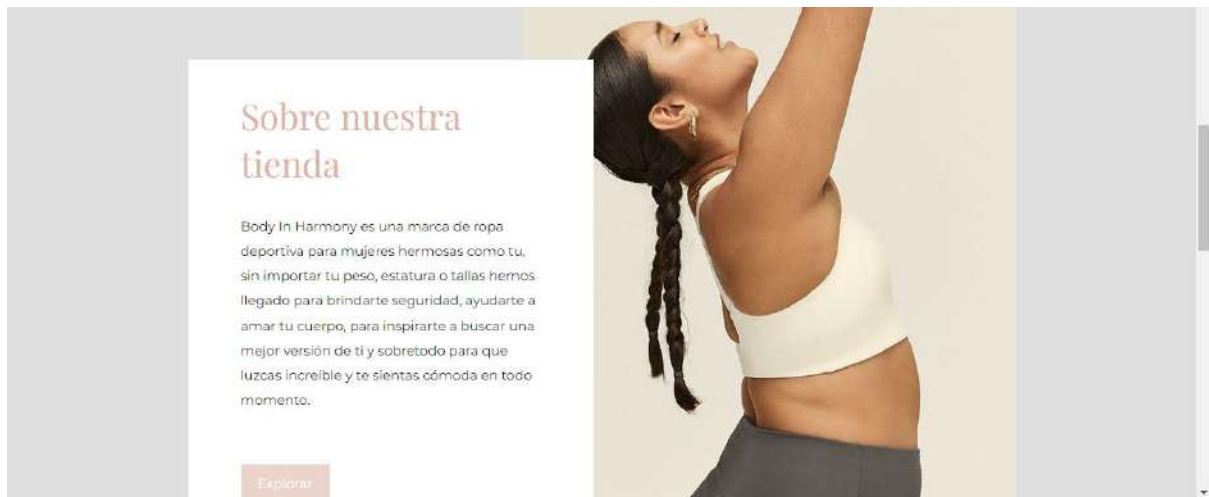 Sobre nuestra
tienda
Body In Harmony es una marca de ropa
deportiva para mujeres hermosas como tu,
sin importar tu peso, estatura o tallas hemos
llegado para brindarte seguridad, ayudarte a
amar tu cuerpo, para inspirarte a buscar una
mejor versión de ti y sobretodo para que
luzcas increíble y te sientas cómoda en todo
momento.
Explorar